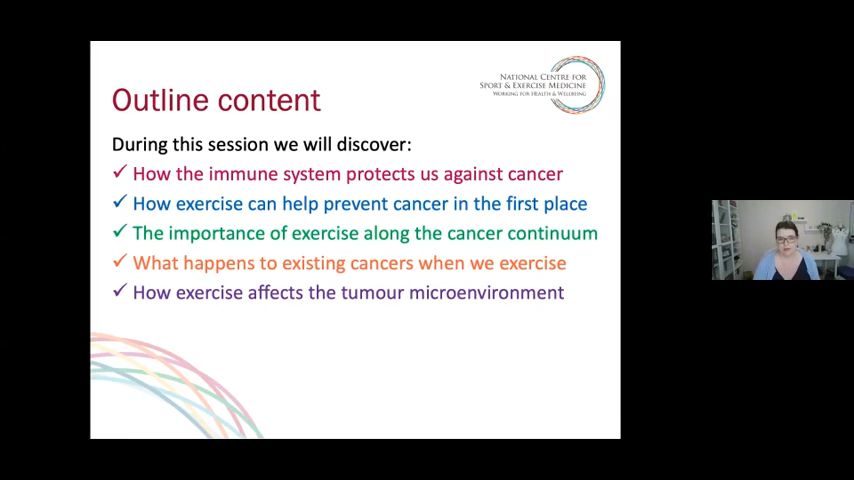 NATIONAL CENTRE FOR
SPORT & EXERCISE MEDICINE
WORKING FOR HEALTH & WELLBEING
Outline content
During this session we will discover:
✓ How the immune system protects us against cancer
✓ How exercise can help prevent cancer in the first place
✓ The importance of exercise along the cancer continuum
✓ What happens to existing cancers when we exercise
✓ How exercise affects the tumour microenvironment